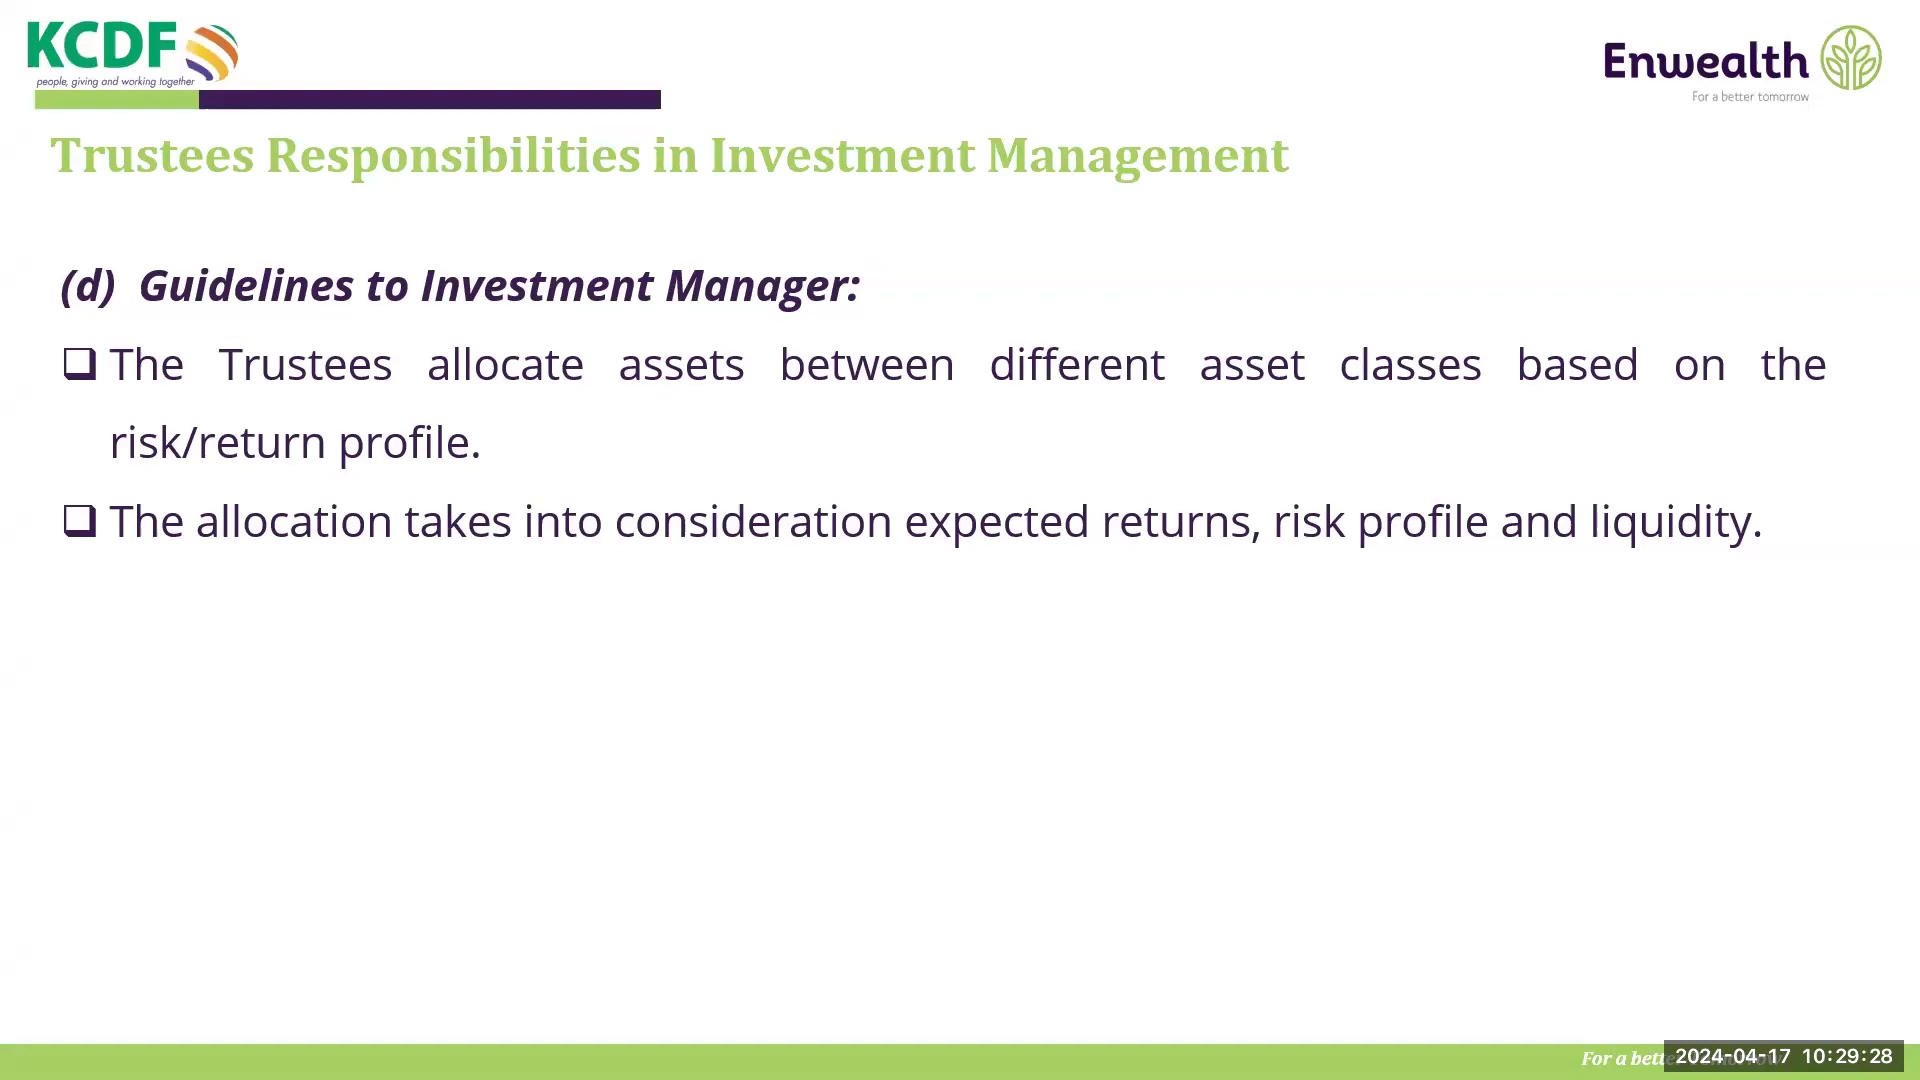 KCDF
people, giving and working together
Enwealth
For a better tomorrow
Trustees Responsibilities in Investment Management
(d) Guidelines to Investment Manager:
❑ The Trustees allocate assets between different asset classes based on the
risk/return profile.
❑ The allocation takes into consideration expected returns, risk profile and liquidity.
For a
2024-04-17 10:29:28